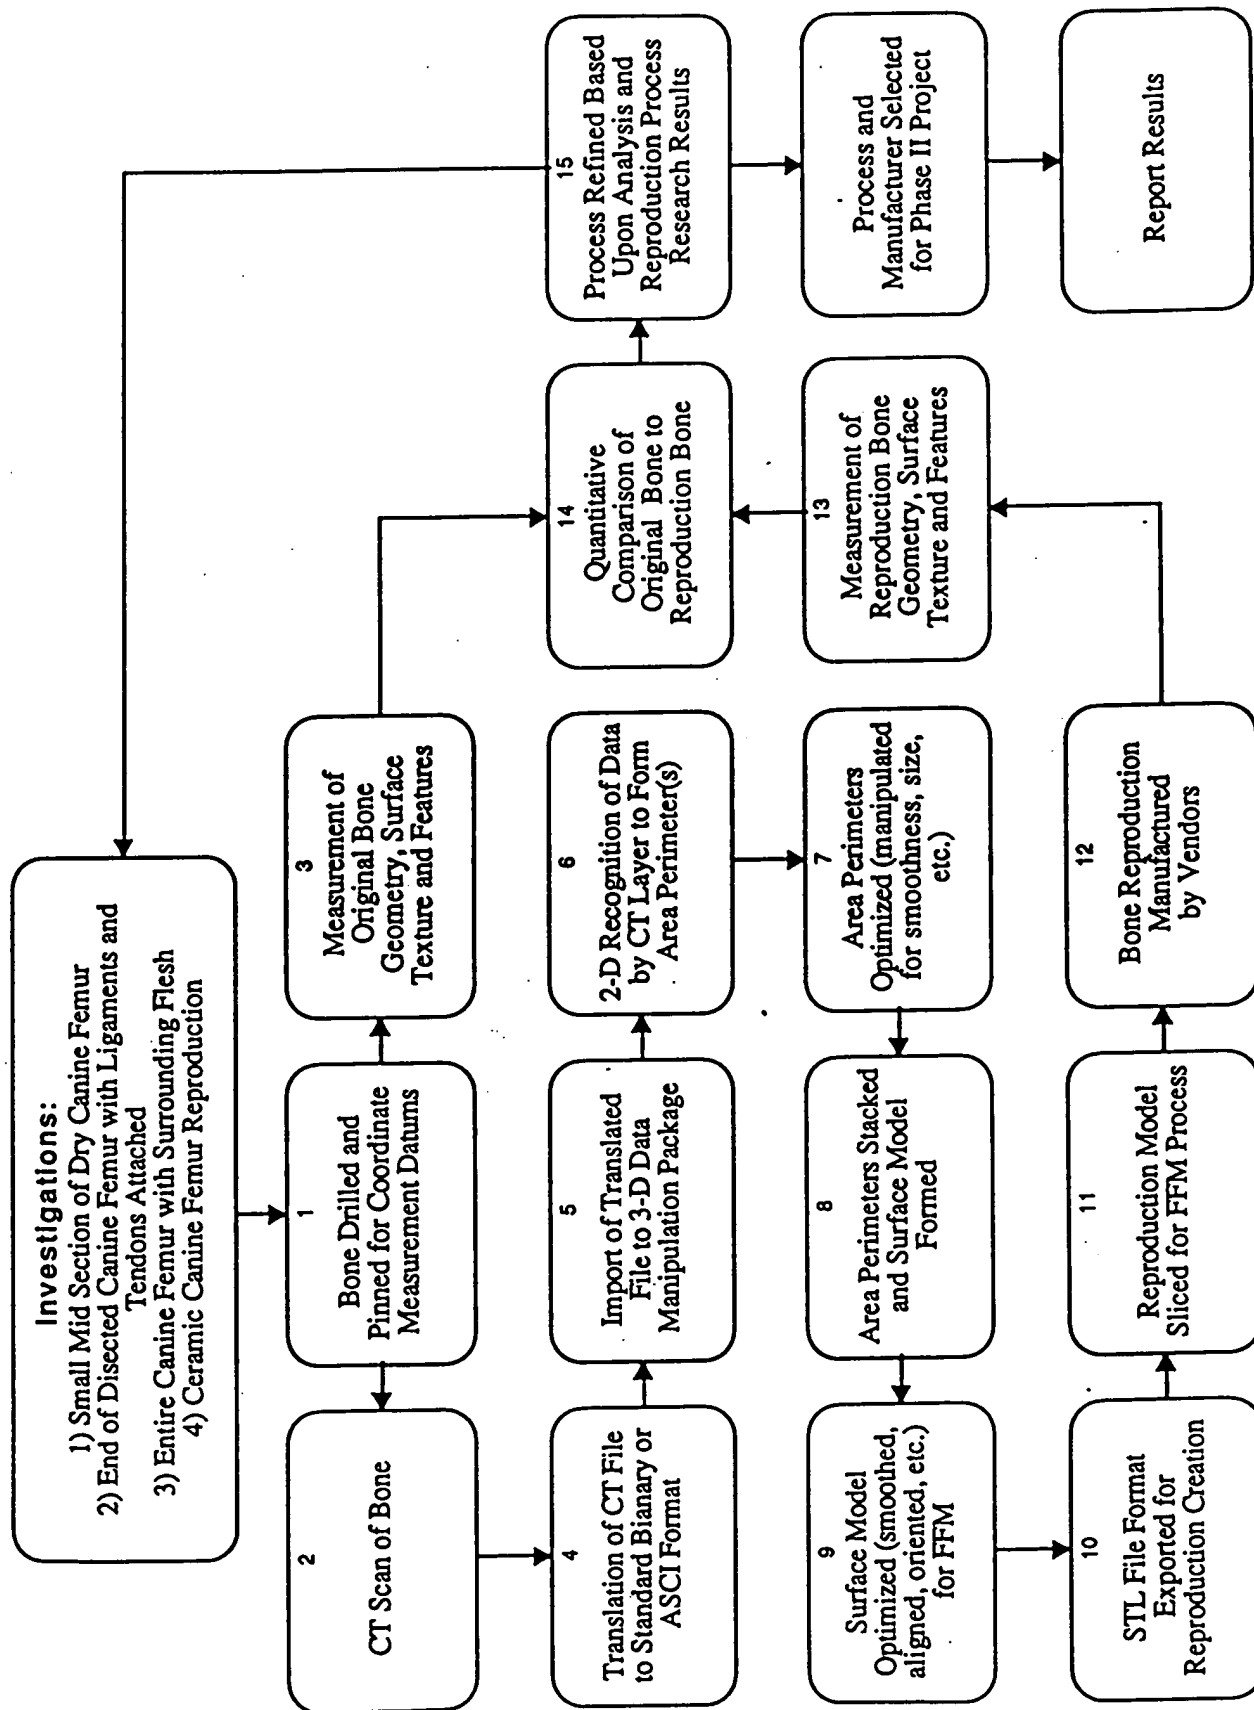 Investigations:
1) Small Mid Section of Dry Canine Femur
2) End of Disected Canine Femur with Ligaments and
Tendons Attached
3) Entire Canine Femur with Surrounding Flesh
4) Ceramic Canine Femur Reproduction
1
Bone Drilled and
Pinned for Coordinate
Measurement Datums
2
CT Scan of Bone
3
Measurement of
Original Bone
Geometry, Surface
Texture and Features
4
Translation of CT File
to Standard Bianary or
ASCI Format
5
Import of Translated
File to 3-D Data
Manipulation Package
6
2-D Recognition of Data
by CT Layer to Form
Area Perimeter(s)
7
Area Perimeters
Optimized (manipulated
for smoothness, size,
etc.)
8
Area Perimeters Stacked
and Surface Model
Formed
9
Surface Model
Optimized (smoothed,
aligned, oriented, etc.)
for FFM
10
STL File Format
Exported for
Reproduction Creation
11
Reproduction Model
Sliced for FFM Process
12
Bone Reproduction
Manufactured
by Vendors
13
Measurement of
Reproduction Bone
Geometry, Surface
Texture and Features
14
Quantitative
Comparison of
Original Bone to
Reproduction Bone
15
Process Refined Based
Upon Analysis and
Reproduction Process
Research Results
Process and
Manufacturer Selected
for Phase II Project
Report Results